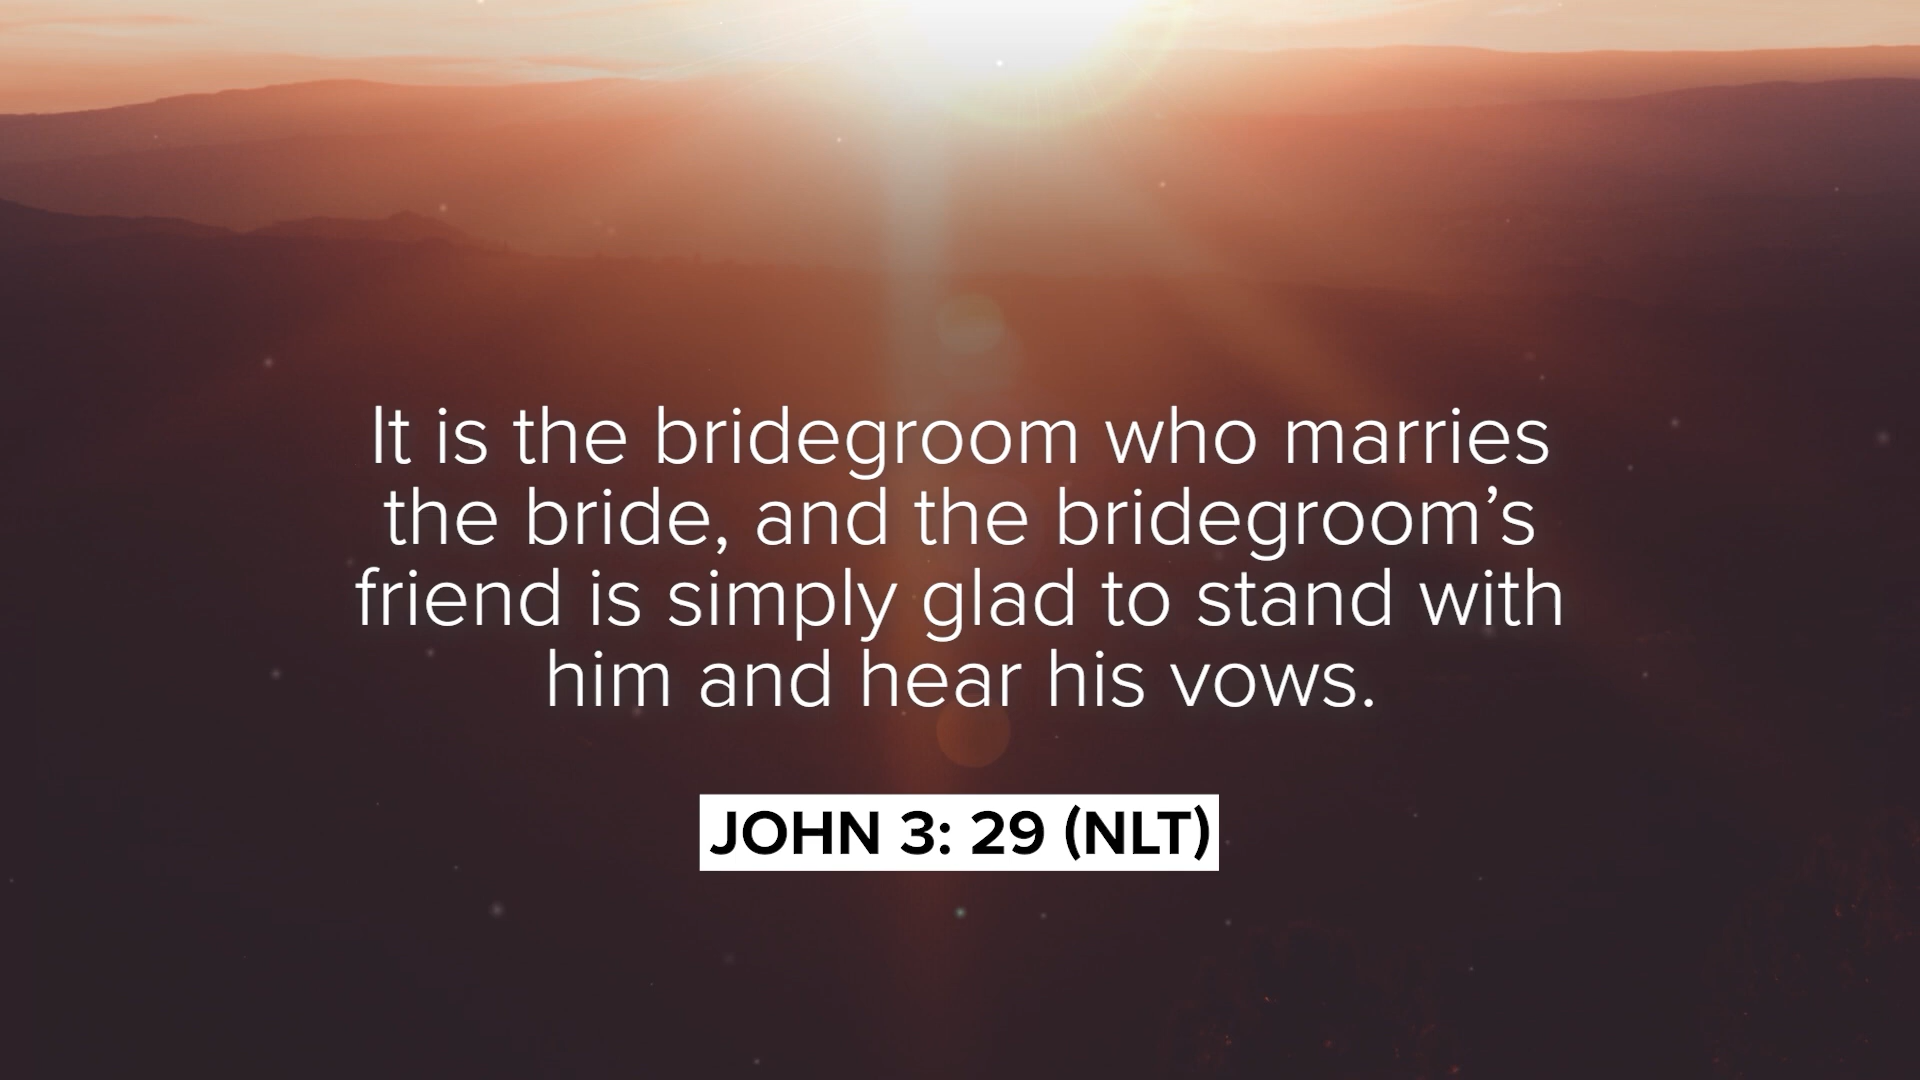 It is the bridegroom who marries
the bride, and the bridegroom’s
friend is simply glad to stand with
him and hear his vows.
JOHN 3: 29 (NLT)